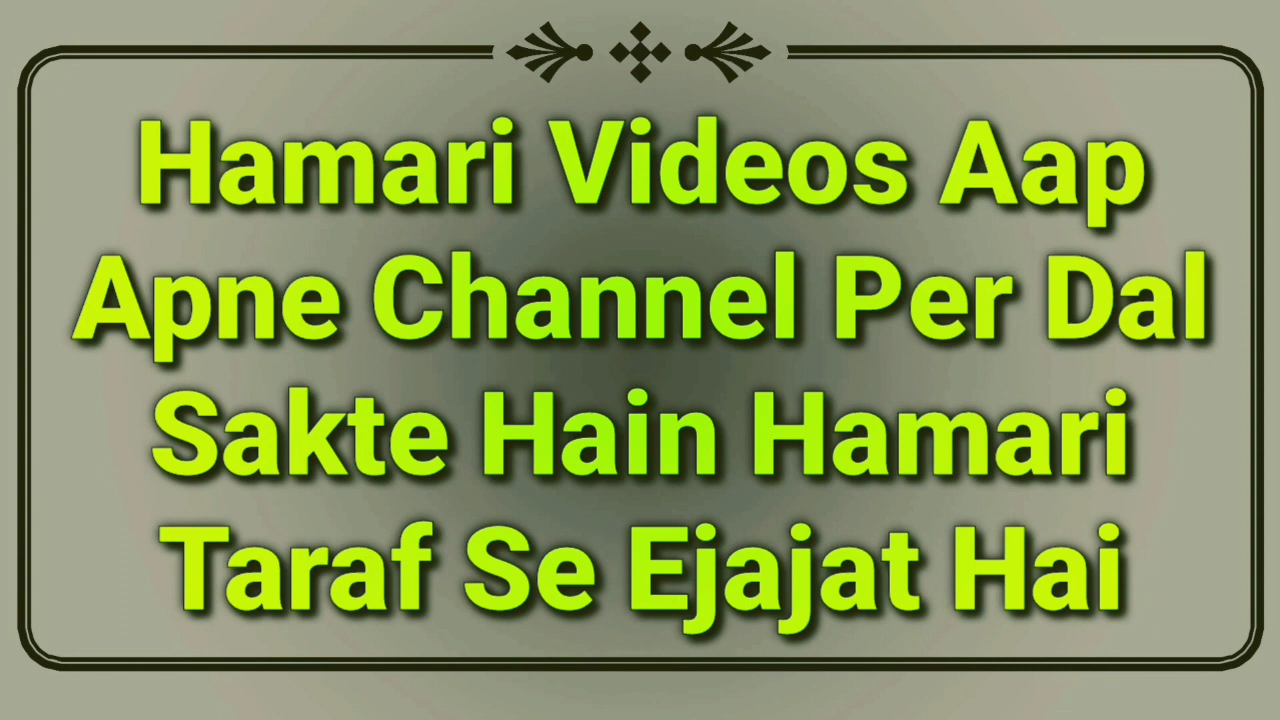 Hamari Videos Aap
Apne Channel Per Dal
Sakte Hain Hamari
Taraf Se Ejajat Hai